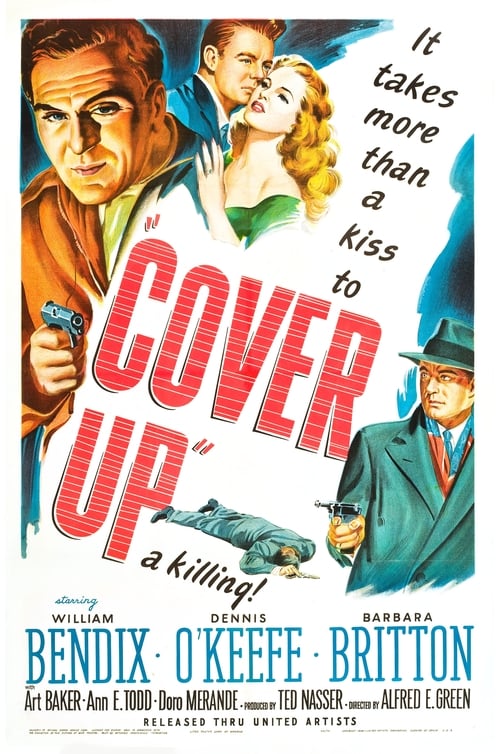 It
takes
more
than
a
kiss
to
"COVER
UP"
a killing!
starring
WILLIAM BENDIX · DENNIS O'KEEFE · BARBARA BRITTON
with
Art BAKER · Ann E. TODD · Doro MERANDE · PRODUCED BY TED NASSER · DIRECTED BY ALFRED E. GREEN
RELEASED THRU UNITED ARTISTS